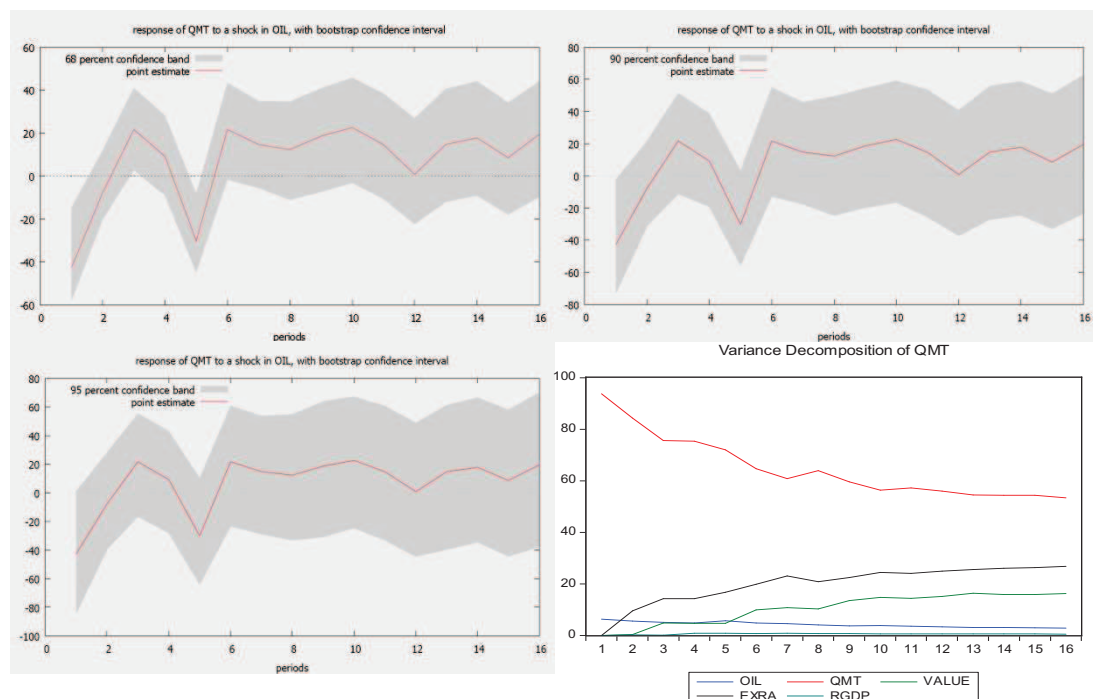 response of QMT to a shock in OIL, with bootstrap confidence interval
60
40
20
0
-20
-40
-60
68 percent confidence band
point estimate
0 2 4 6 8 10 12 14 16
periods
response of QMT to a shock in OIL, with bootstrap confidence interval
80
60
40
20
0
-20
-40
-60
-80
90 percent confidence band
point estimate
0 2 4 6 8 10 12 14 16
periods
response of QMT to a shock in OIL, with bootstrap confidence interval
80
60
40
20
0
-20
-40
-60
-80
-100
95 percent confidence band
point estimate
0 2 4 6 8 10 12 14 16
periods
Variance Decomposition of QMT
100
80
60
40
20
0
1 2 3 4 5 6 7 8 9 10 11 12 13 14 15 16
OIL QMT VALUE
EXRA RGDP